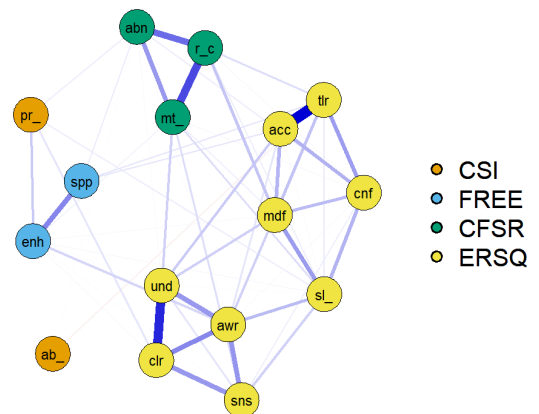 abn
r_c
pr_
mt_
tlr
acc
spp
cnf
mdf
enh
und
sl_
awr
ab_
clr
sns
CSI
FREE
CFSR
ERSQ